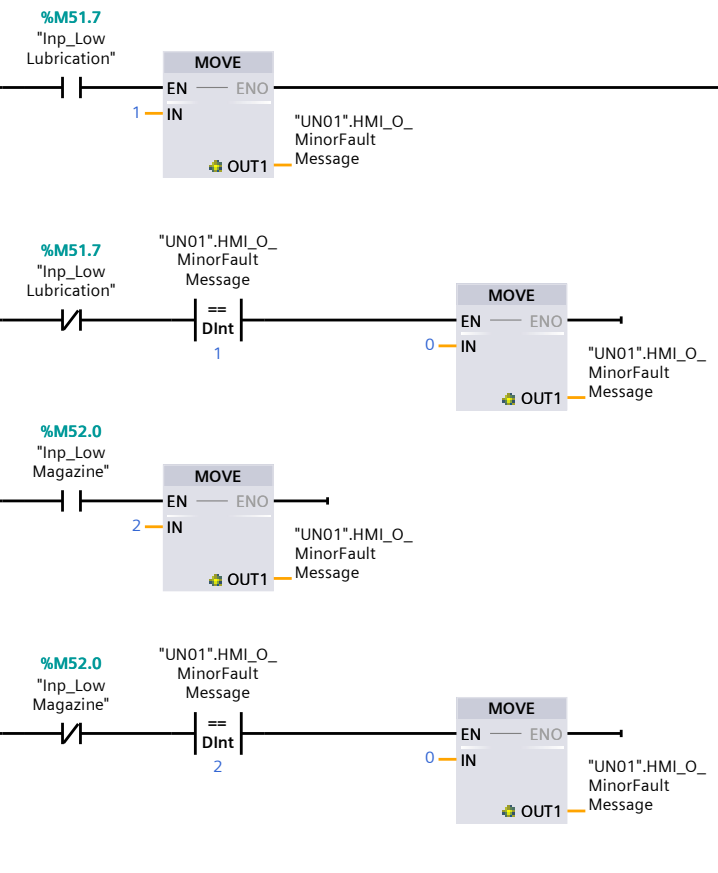 %M51.7
"Inp_Low
Lubrication"
MOVE
EN
ENO
1
IN
OUT1
"UN01".HMI_O_
MinorFault
Message
%M51.7
"Inp_Low
Lubrication"
"UN01".HMI_O_
MinorFault
Message
==
DInt
1
MOVE
EN
ENO
0
IN
OUT1
"UN01".HMI_O_
MinorFault
Message
%M52.0
"Inp_Low
Magazine"
MOVE
EN
ENO
2
IN
OUT1
"UN01".HMI_O_
MinorFault
Message
%M52.0
"Inp_Low
Magazine"
"UN01".HMI_O_
MinorFault
Message
==
DInt
2
MOVE
EN
ENO
0
IN
OUT1
"UN01".HMI_O_
MinorFault
Message